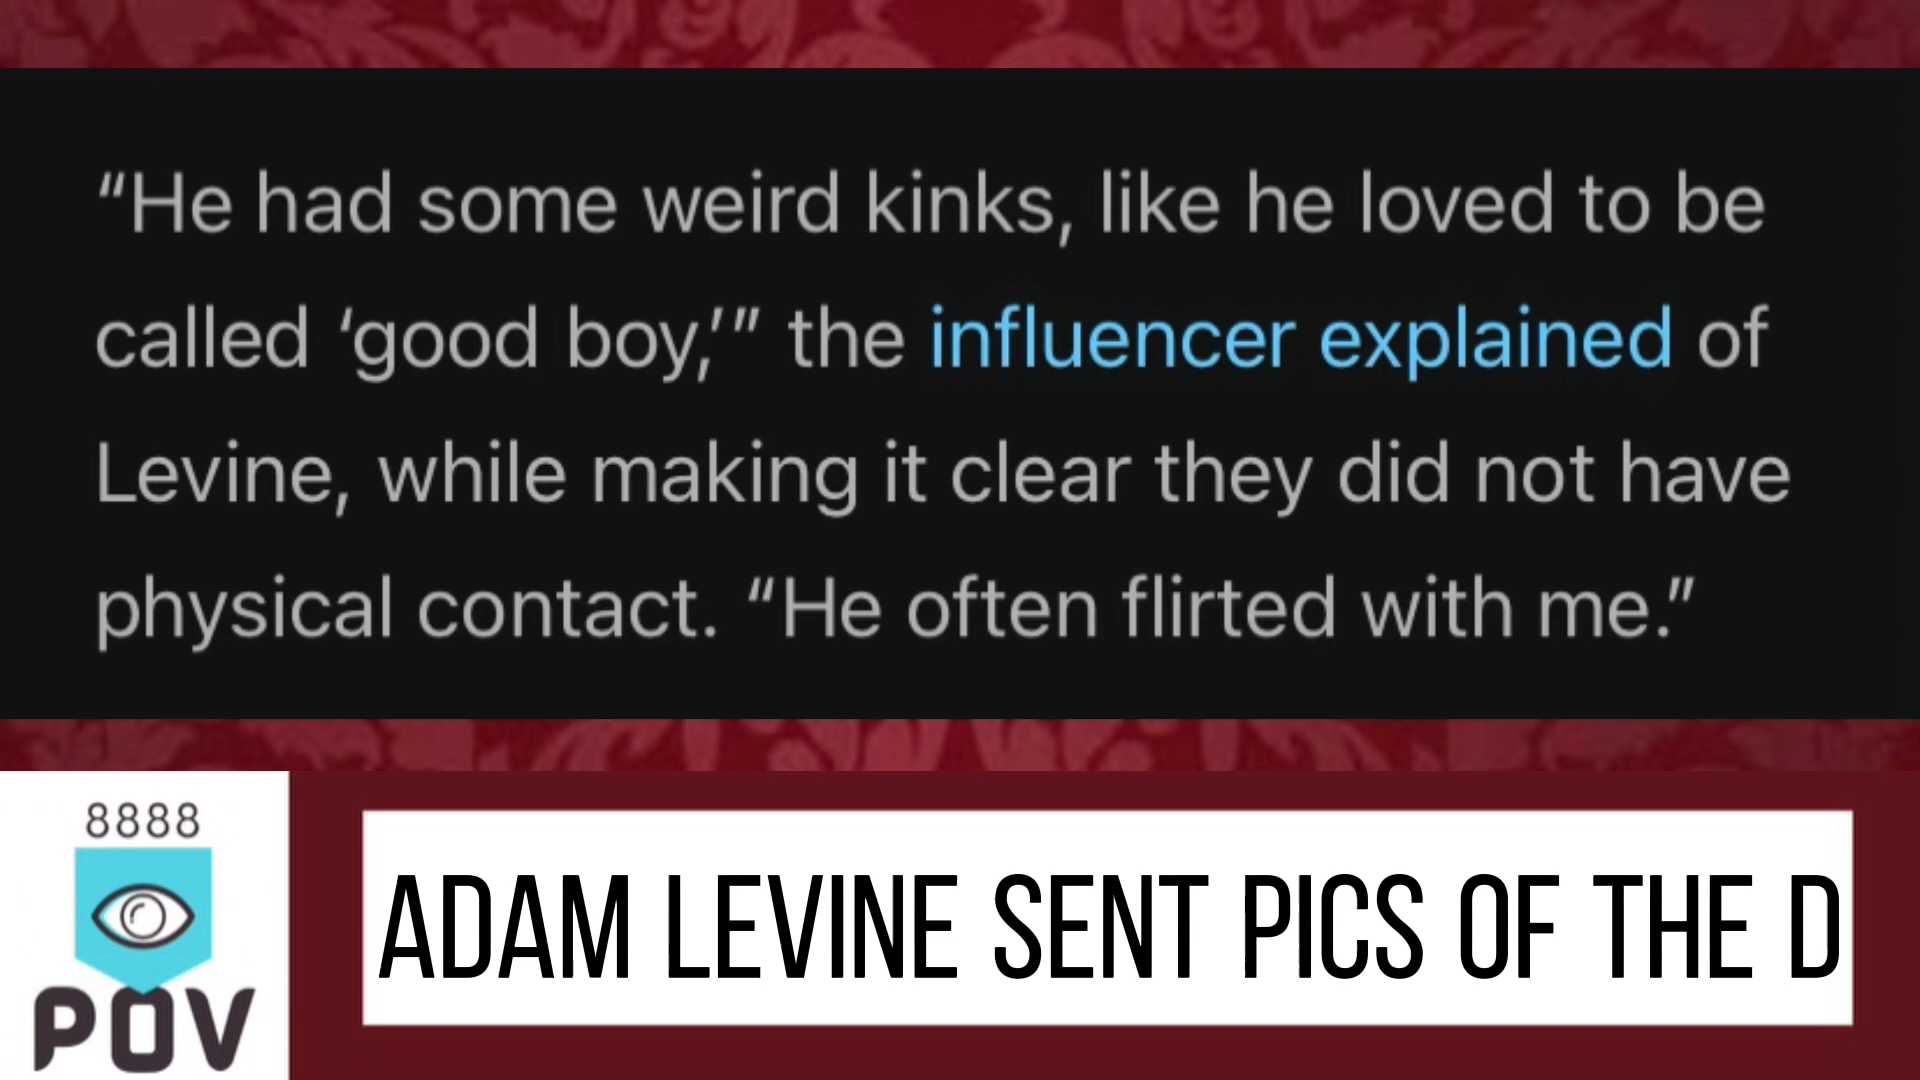 “He had some weird kinks, like he loved to be
called ‘good boy,’” the influencer explained of
Levine, while making it clear they did not have
physical contact. “He often flirted with me.”
8888
POV
ADAM LEVINE SENT PICS OF THE D